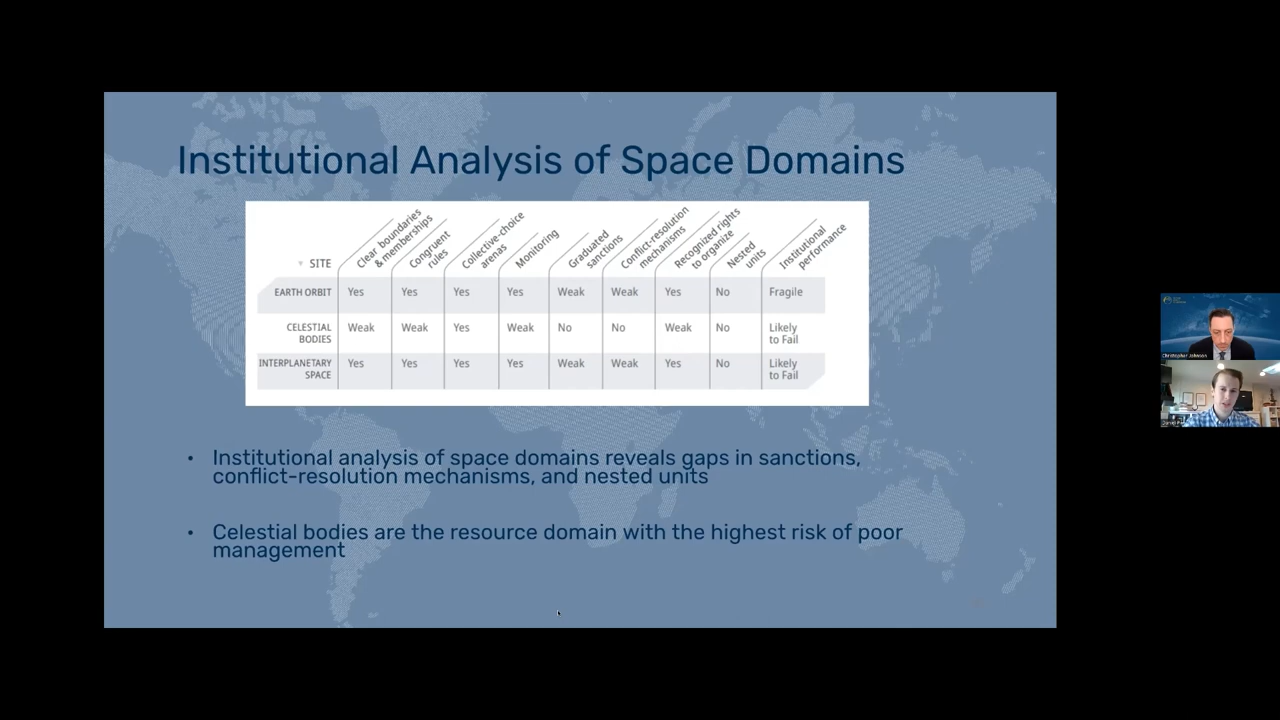 Institutional Analysis of Space Domains
SITE
Clear boundaries
& memberships
Congruent
rules
Collective-choice
arenas
Monitoring
Graduated
sanctions
Conflict-resolution
mechanisms
Recognized rights
to organize
Nested
units
Institutional
performance
EARTH ORBIT Yes Yes Yes Yes Weak Weak Yes No Fragile
CELESTIAL
BODIES
Weak Weak Yes Weak No No Weak No Likely
to Fail
INTERPLANETARY
SPACE
Yes Yes Yes Yes Weak Weak Yes No Likely
to Fail
• Institutional analysis of space domains reveals gaps in sanctions,
conflict-resolution mechanisms, and nested units
• Celestial bodies are the resource domain with the highest risk of poor
management
Christopher Johnson